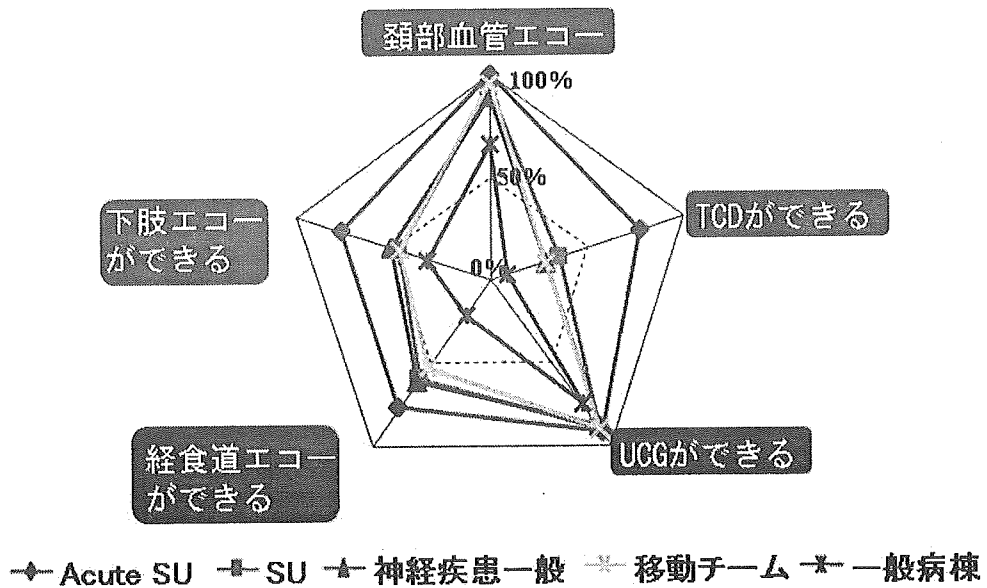 頚部血管エコー
100%
50%
0%
TCDができる
下肢エコー
ができる
経食道エコー
ができる
UCGができる
Acute SU SU 神経疾患一般 移動チーム 一般病棟